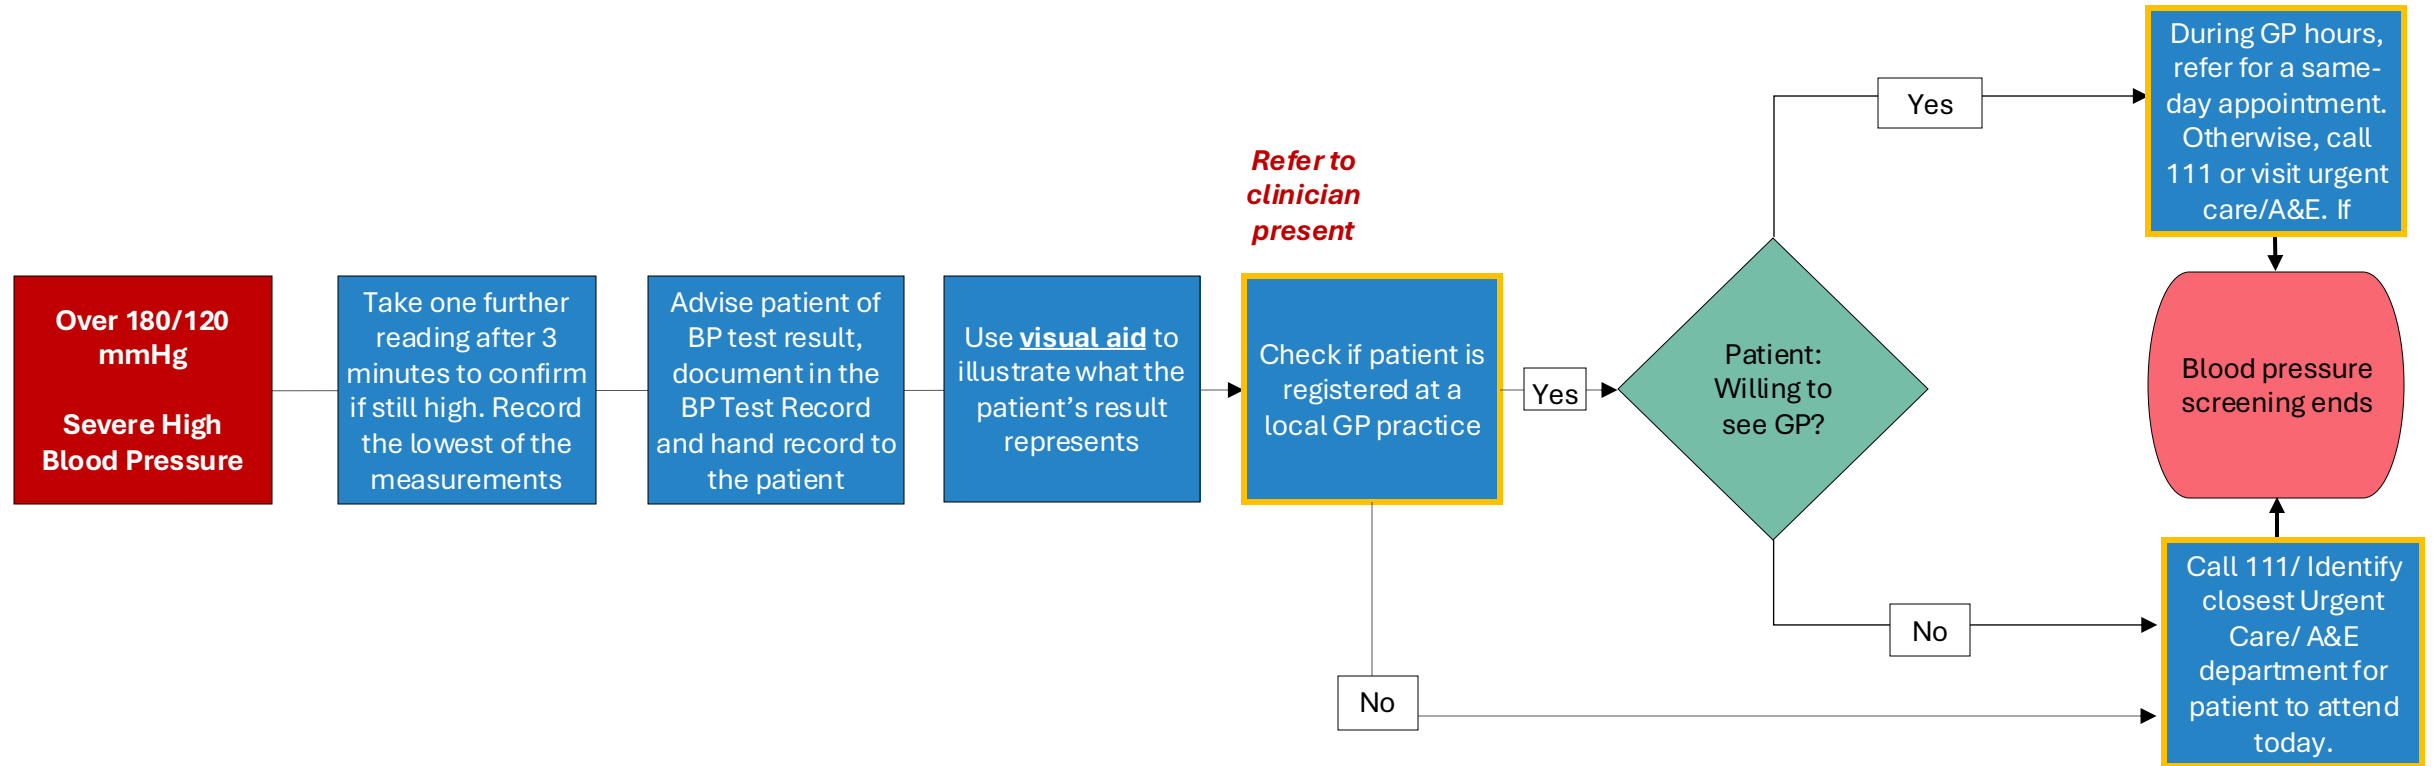 Over 180/120
mmHg
Severe High
Blood Pressure
Take one further
reading after 3
minutes to confirm
if still high. Record
the lowest of the
measurements
Advise patient of
BP test result,
document in the
BP Test Record
and hand record to
the patient
Use visual aid to
illustrate what the
patient’s result
represents
Refer to
clinician
present
Check if patient is
registered at a
local GP practice
Yes
No
Patient:
Willing to
see GP?
Yes
No
During GP hours,
refer for a same-
day appointment.
Otherwise, call
111 or visit urgent
care/A&E. If
Blood pressure
screening ends
Call 111/ Identify
closest Urgent
Care/ A&E
department for
patient to attend
today.